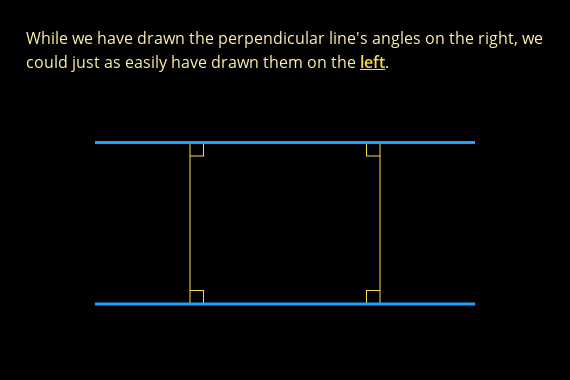 While we have drawn the perpendicular line's angles on the right, we
could just as easily have drawn them on the left.